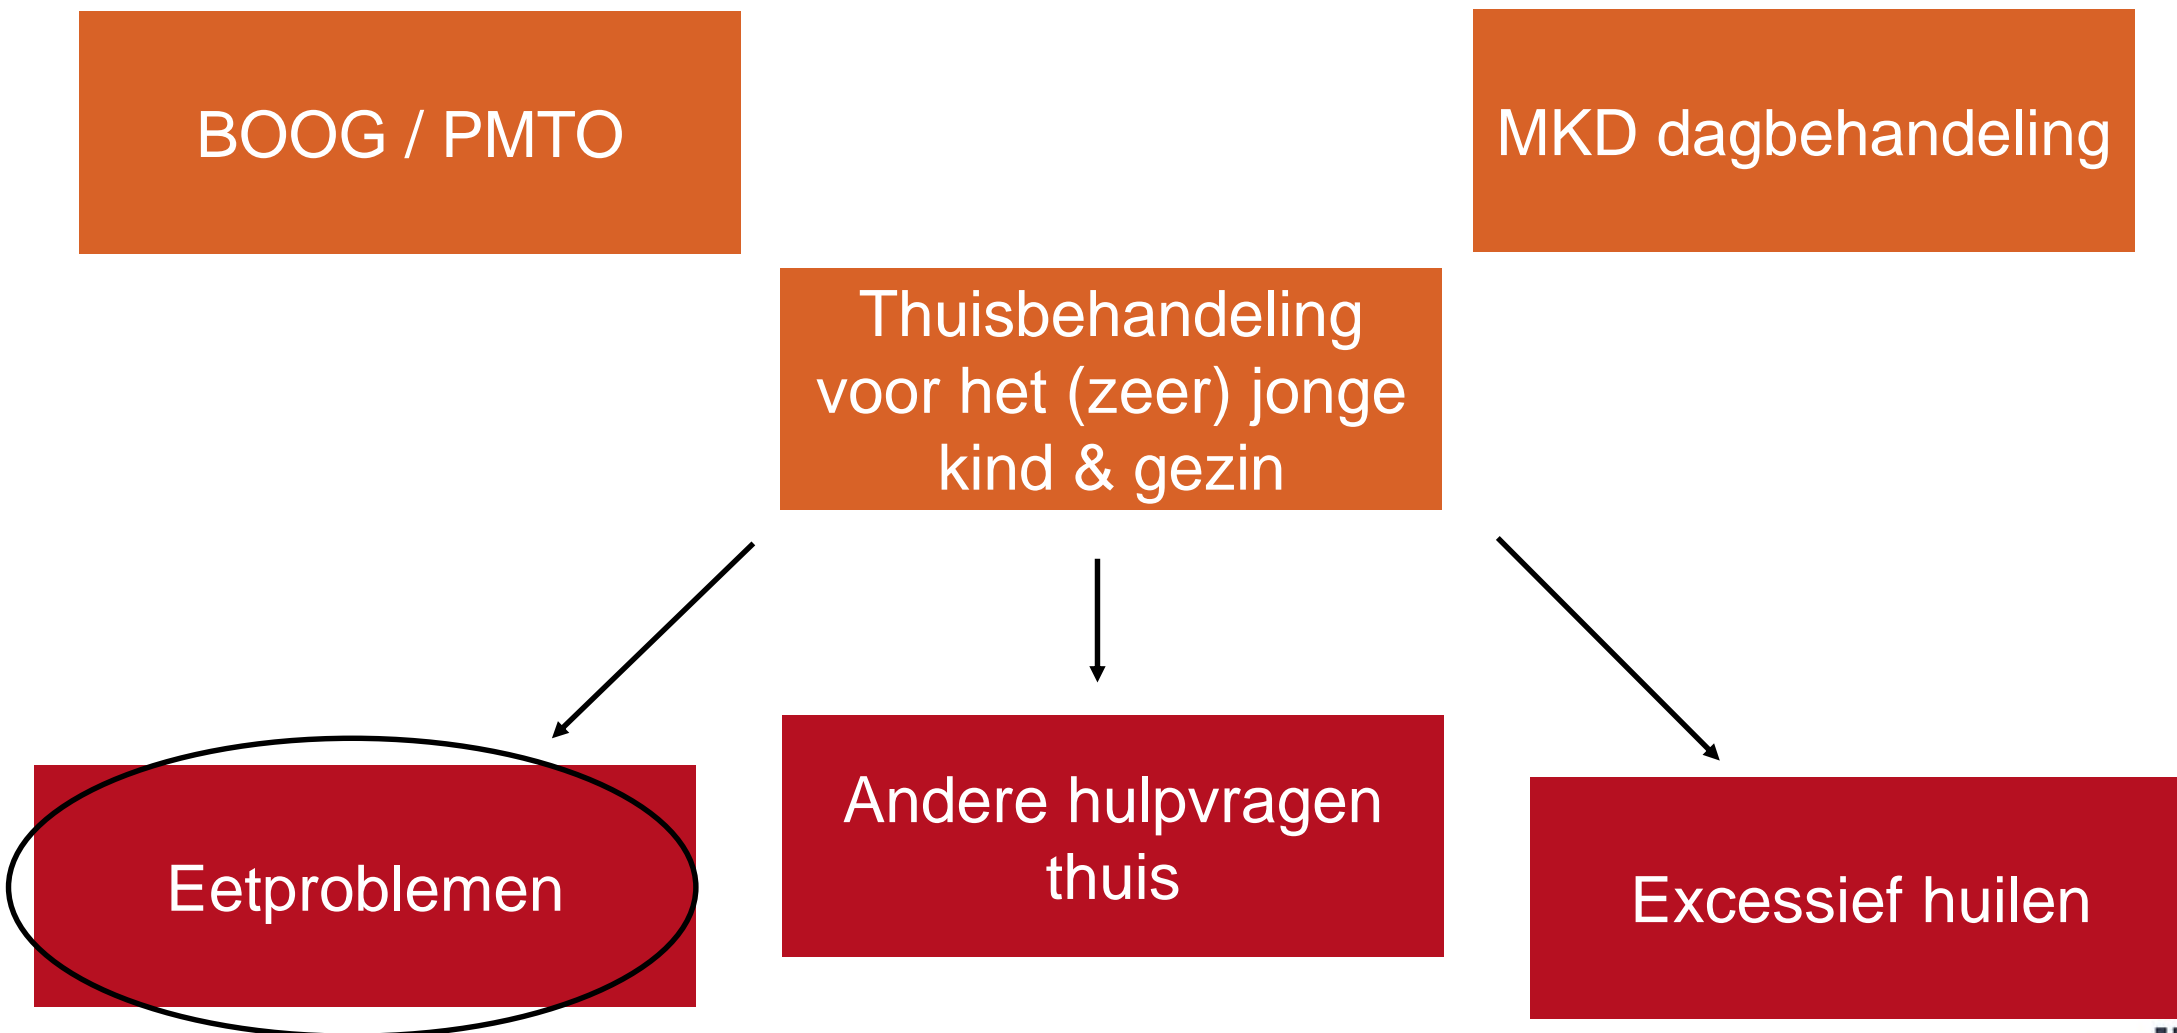 BOOG / PMTO
MKD dagbehandeling
Thuisbehandeling
voor het (zeer) jonge
kind & gezin
Eetproblemen
Andere hulpvragen
thuis
Excessief huilen